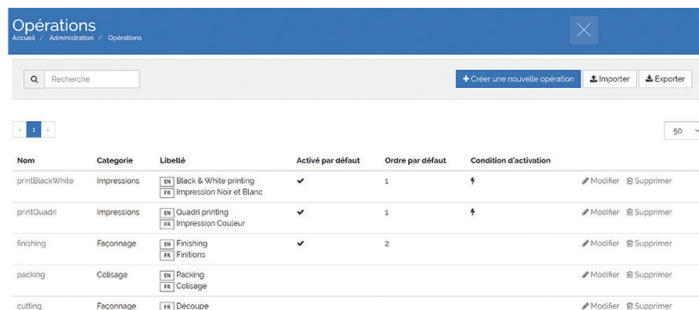 Opérations
Accueil / Administration / Opérations
Recherche
+ Créer une nouvelle opération Importer Exporter
« 1 » 50
Nom Categorie Libellé Activé par défaut Ordre par défaut Condition d'activation
printBlackWhite Impressions EN Black & White printing ✓ 1 Modifier Supprimer
FR Impression Noir et Blanc
printQuadri Impressions EN Quadri printing ✓ 1 Modifier Supprimer
FR Impression Couleur
finishing Façonnage EN Finishing ✓ 2 Modifier Supprimer
FR Finitions
packing Colisage EN Packing Modifier Supprimer
FR Colisage
cutting Façonnage FR Découpe Modifier Supprimer